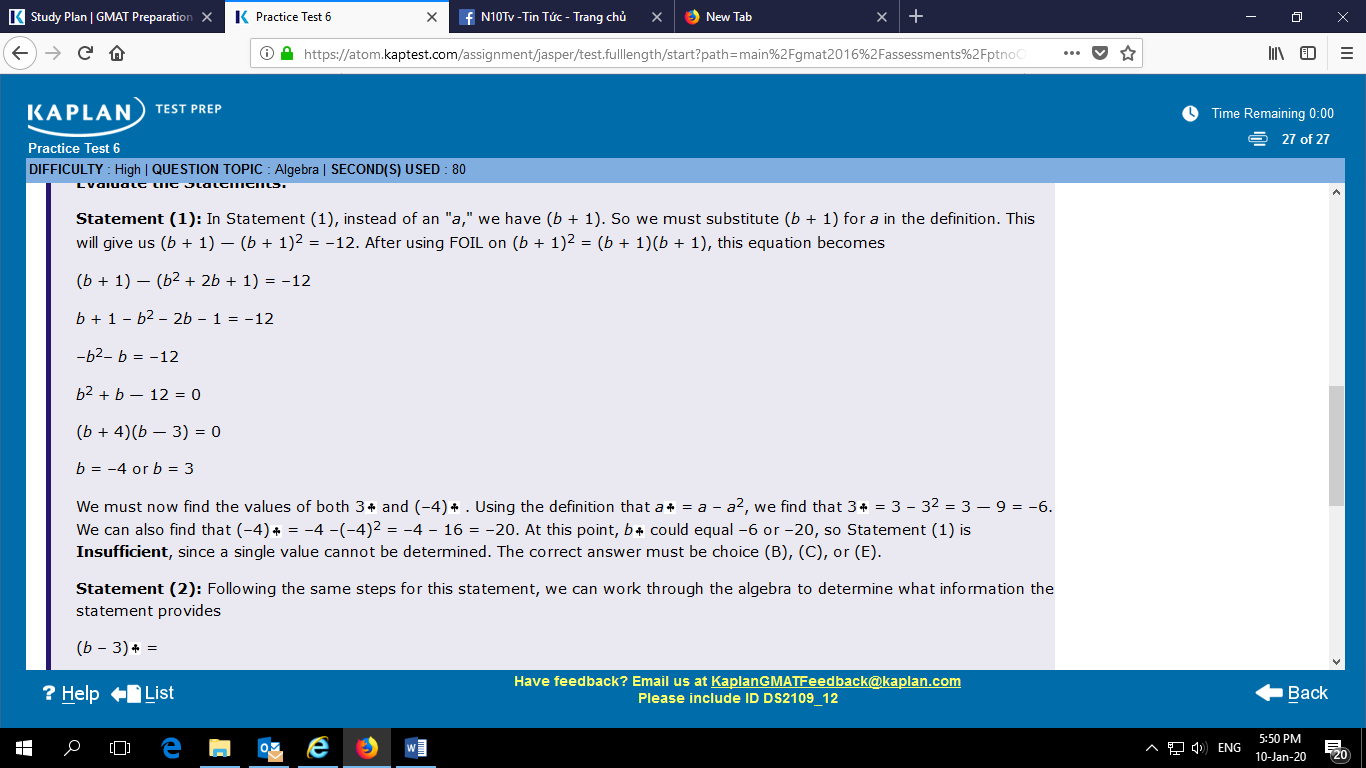 Study Plan | GMAT Preparation
Practice Test 6
N10Tv -Tin Tức - Trang chủ
New Tab
https://atom.kaptest.com/assignment/jasper/test.fulllength/start?path=main%2Fgmat2016%2Fassessments%2FptnoC
KAPLAN TEST PREP
Time Remaining 0:00
Practice Test 6
27 of 27
DIFFICULTY : High | QUESTION TOPIC : Algebra | SECOND(S) USED : 80
Evaluate the Statements:
Statement (1): In Statement (1), instead of an "a," we have (b + 1). So we must substitute (b + 1) for a in the definition. This
will give us (b + 1) — (b + 1)² = –12. After using FOIL on (b + 1)² = (b + 1)(b + 1), this equation becomes
(b + 1) — (b² + 2b + 1) = –12
b + 1 – b² – 2b – 1 = –12
–b²– b = –12
b² + b — 12 = 0
(b + 4)(b — 3) = 0
b = –4 or b = 3
We must now find the values of both 3♣ and (–4)♣ . Using the definition that a♣ = a – a², we find that 3♣ = 3 – 3² = 3 — 9 = –6.
We can also find that (–4)♣ = –4 –(–4)² = –4 – 16 = –20. At this point, b♣ could equal –6 or –20, so Statement (1) is
Insufficient, since a single value cannot be determined. The correct answer must be choice (B), (C), or (E).
Statement (2): Following the same steps for this statement, we can work through the algebra to determine what information the
statement provides
(b – 3)♣ =
? Help
List
Have feedback? Email us at KaplanGMATFeedback@kaplan.com
Please include ID DS2109_12
Back
ENG
5:50 PM
10-Jan-20
20